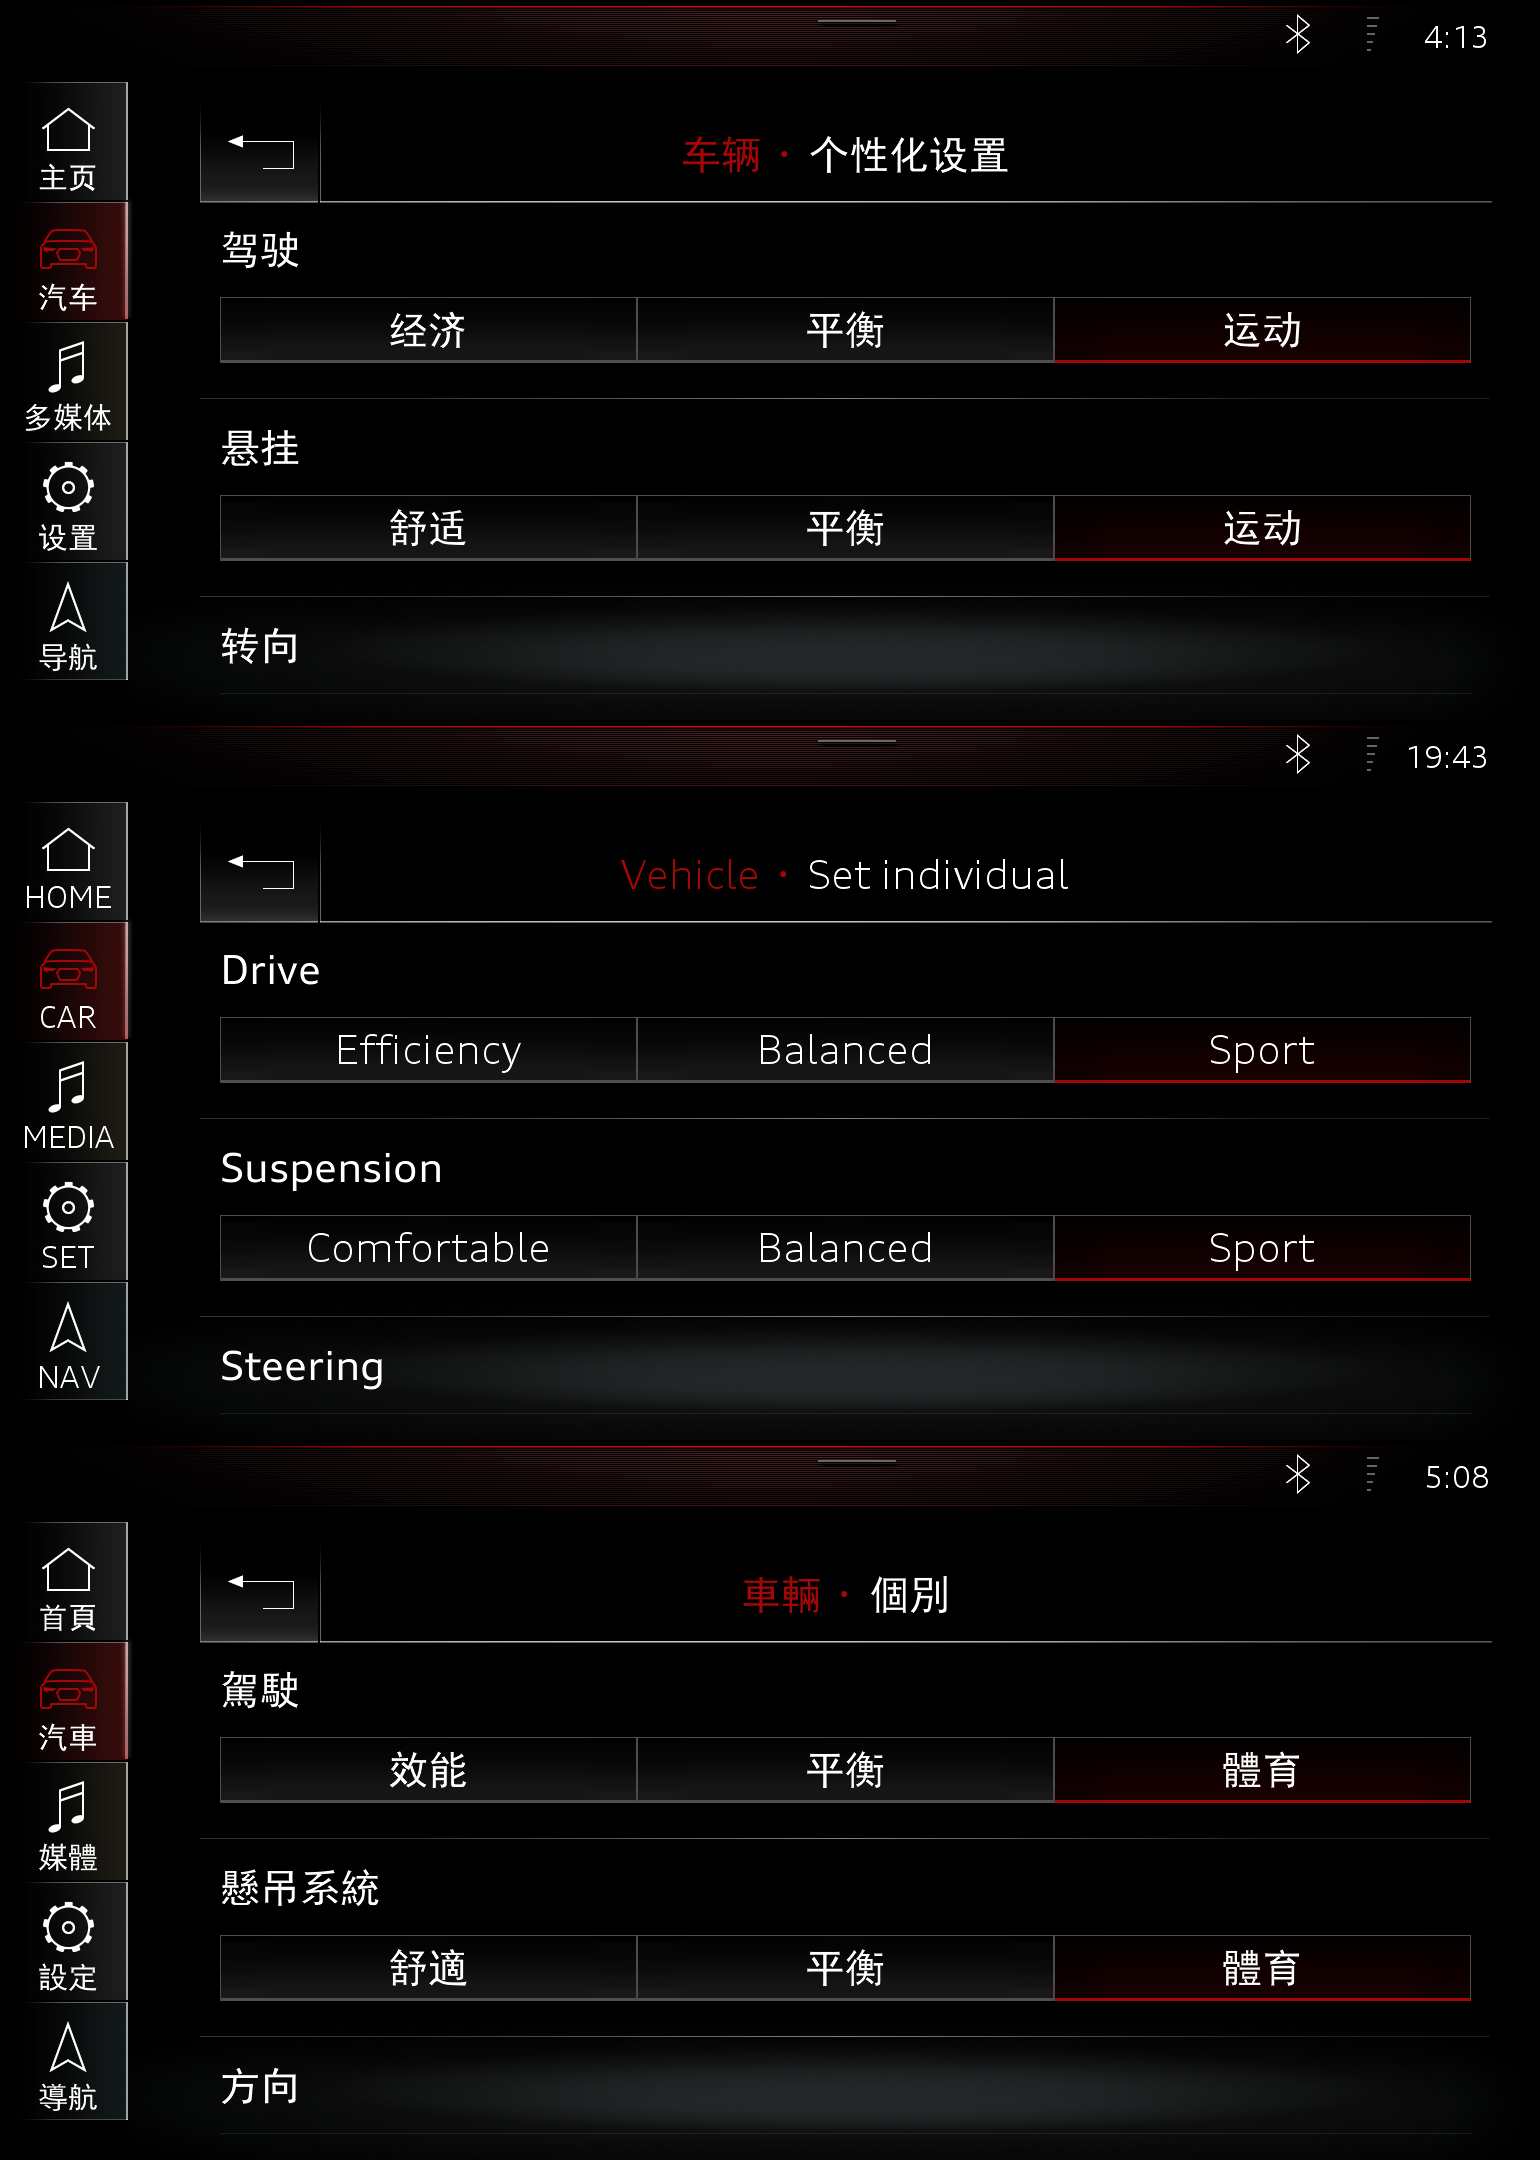 4:13
主页
车辆 · 个性化设置
驾驶
汽车
经济 平衡 运动
多媒体
悬挂
设置
舒适 平衡 运动
导航
转向
19:43
HOME
Vehicle · Set individual
Drive
CAR
Efficiency Balanced Sport
MEDIA
Suspension
SET
Comfortable Balanced Sport
NAV
Steering
5:08
首頁
車輛 · 個別
駕駛
汽車
效能 平衡 體育
媒體
懸吊系統
設定
舒適 平衡 體育
導航
方向